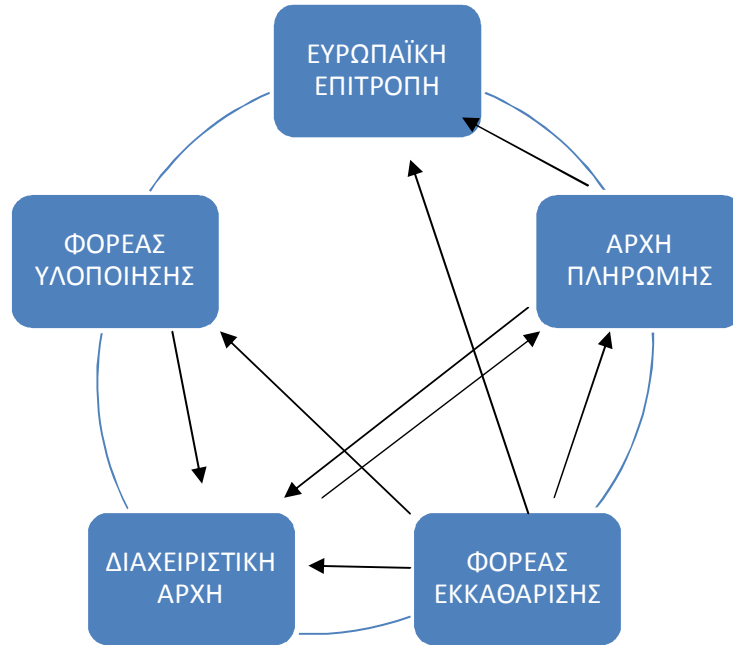 ΕΥΡΩΠΑΪΚΗ
ΕΠΙΤΡΟΠΗ
ΦΟΡΕΑΣ
ΥΛΟΠΟΙΗΣΗΣ
ΑΡΧΗ
ΠΛΗΡΩΜΗΣ
ΔΙΑΧΕΙΡΙΣΤΙΚΗ
ΑΡΧΗ
ΦΟΡΕΑΣ
ΕΚΚΑΘΑΡΙΣΗΣ